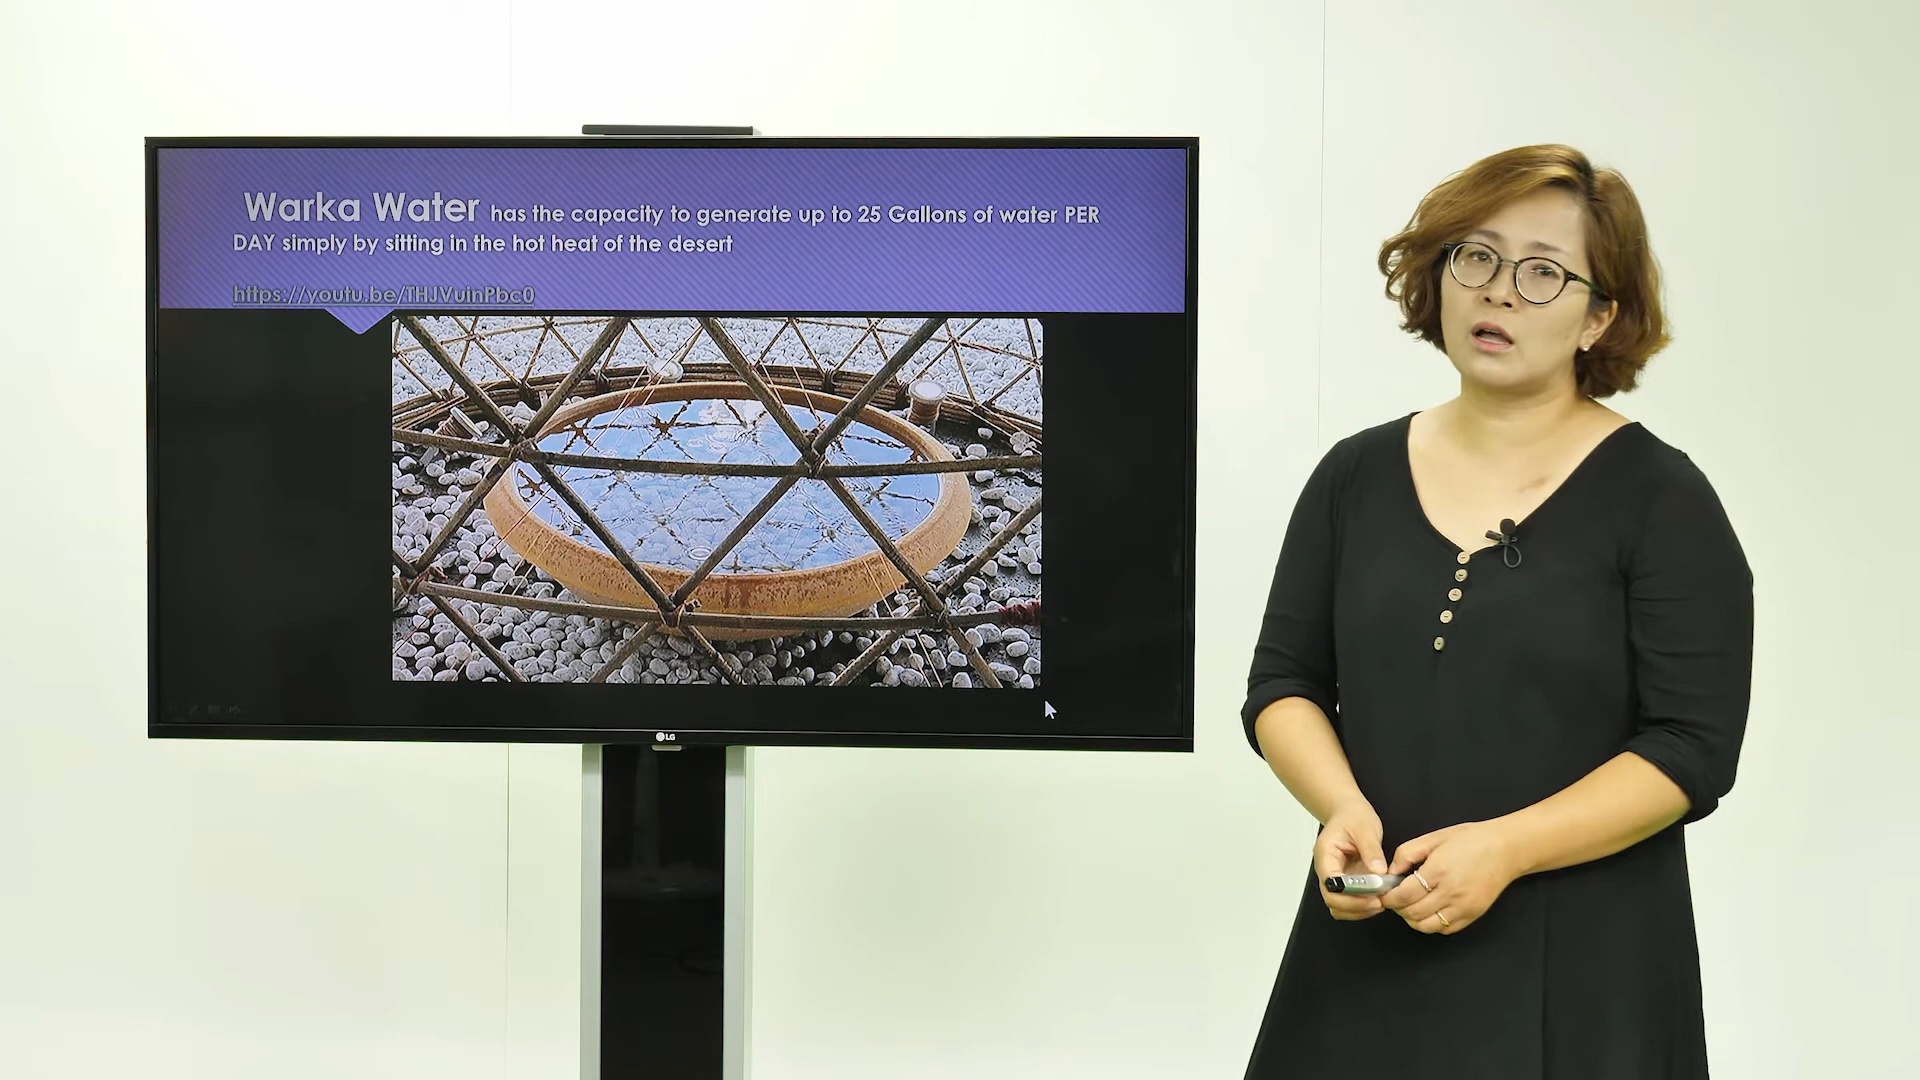 Warka Water has the capacity to generate up to 25 Gallons of water PER
DAY simply by sitting in the hot heat of the desert
https://youtu.be/THJVuinPbc0
LG